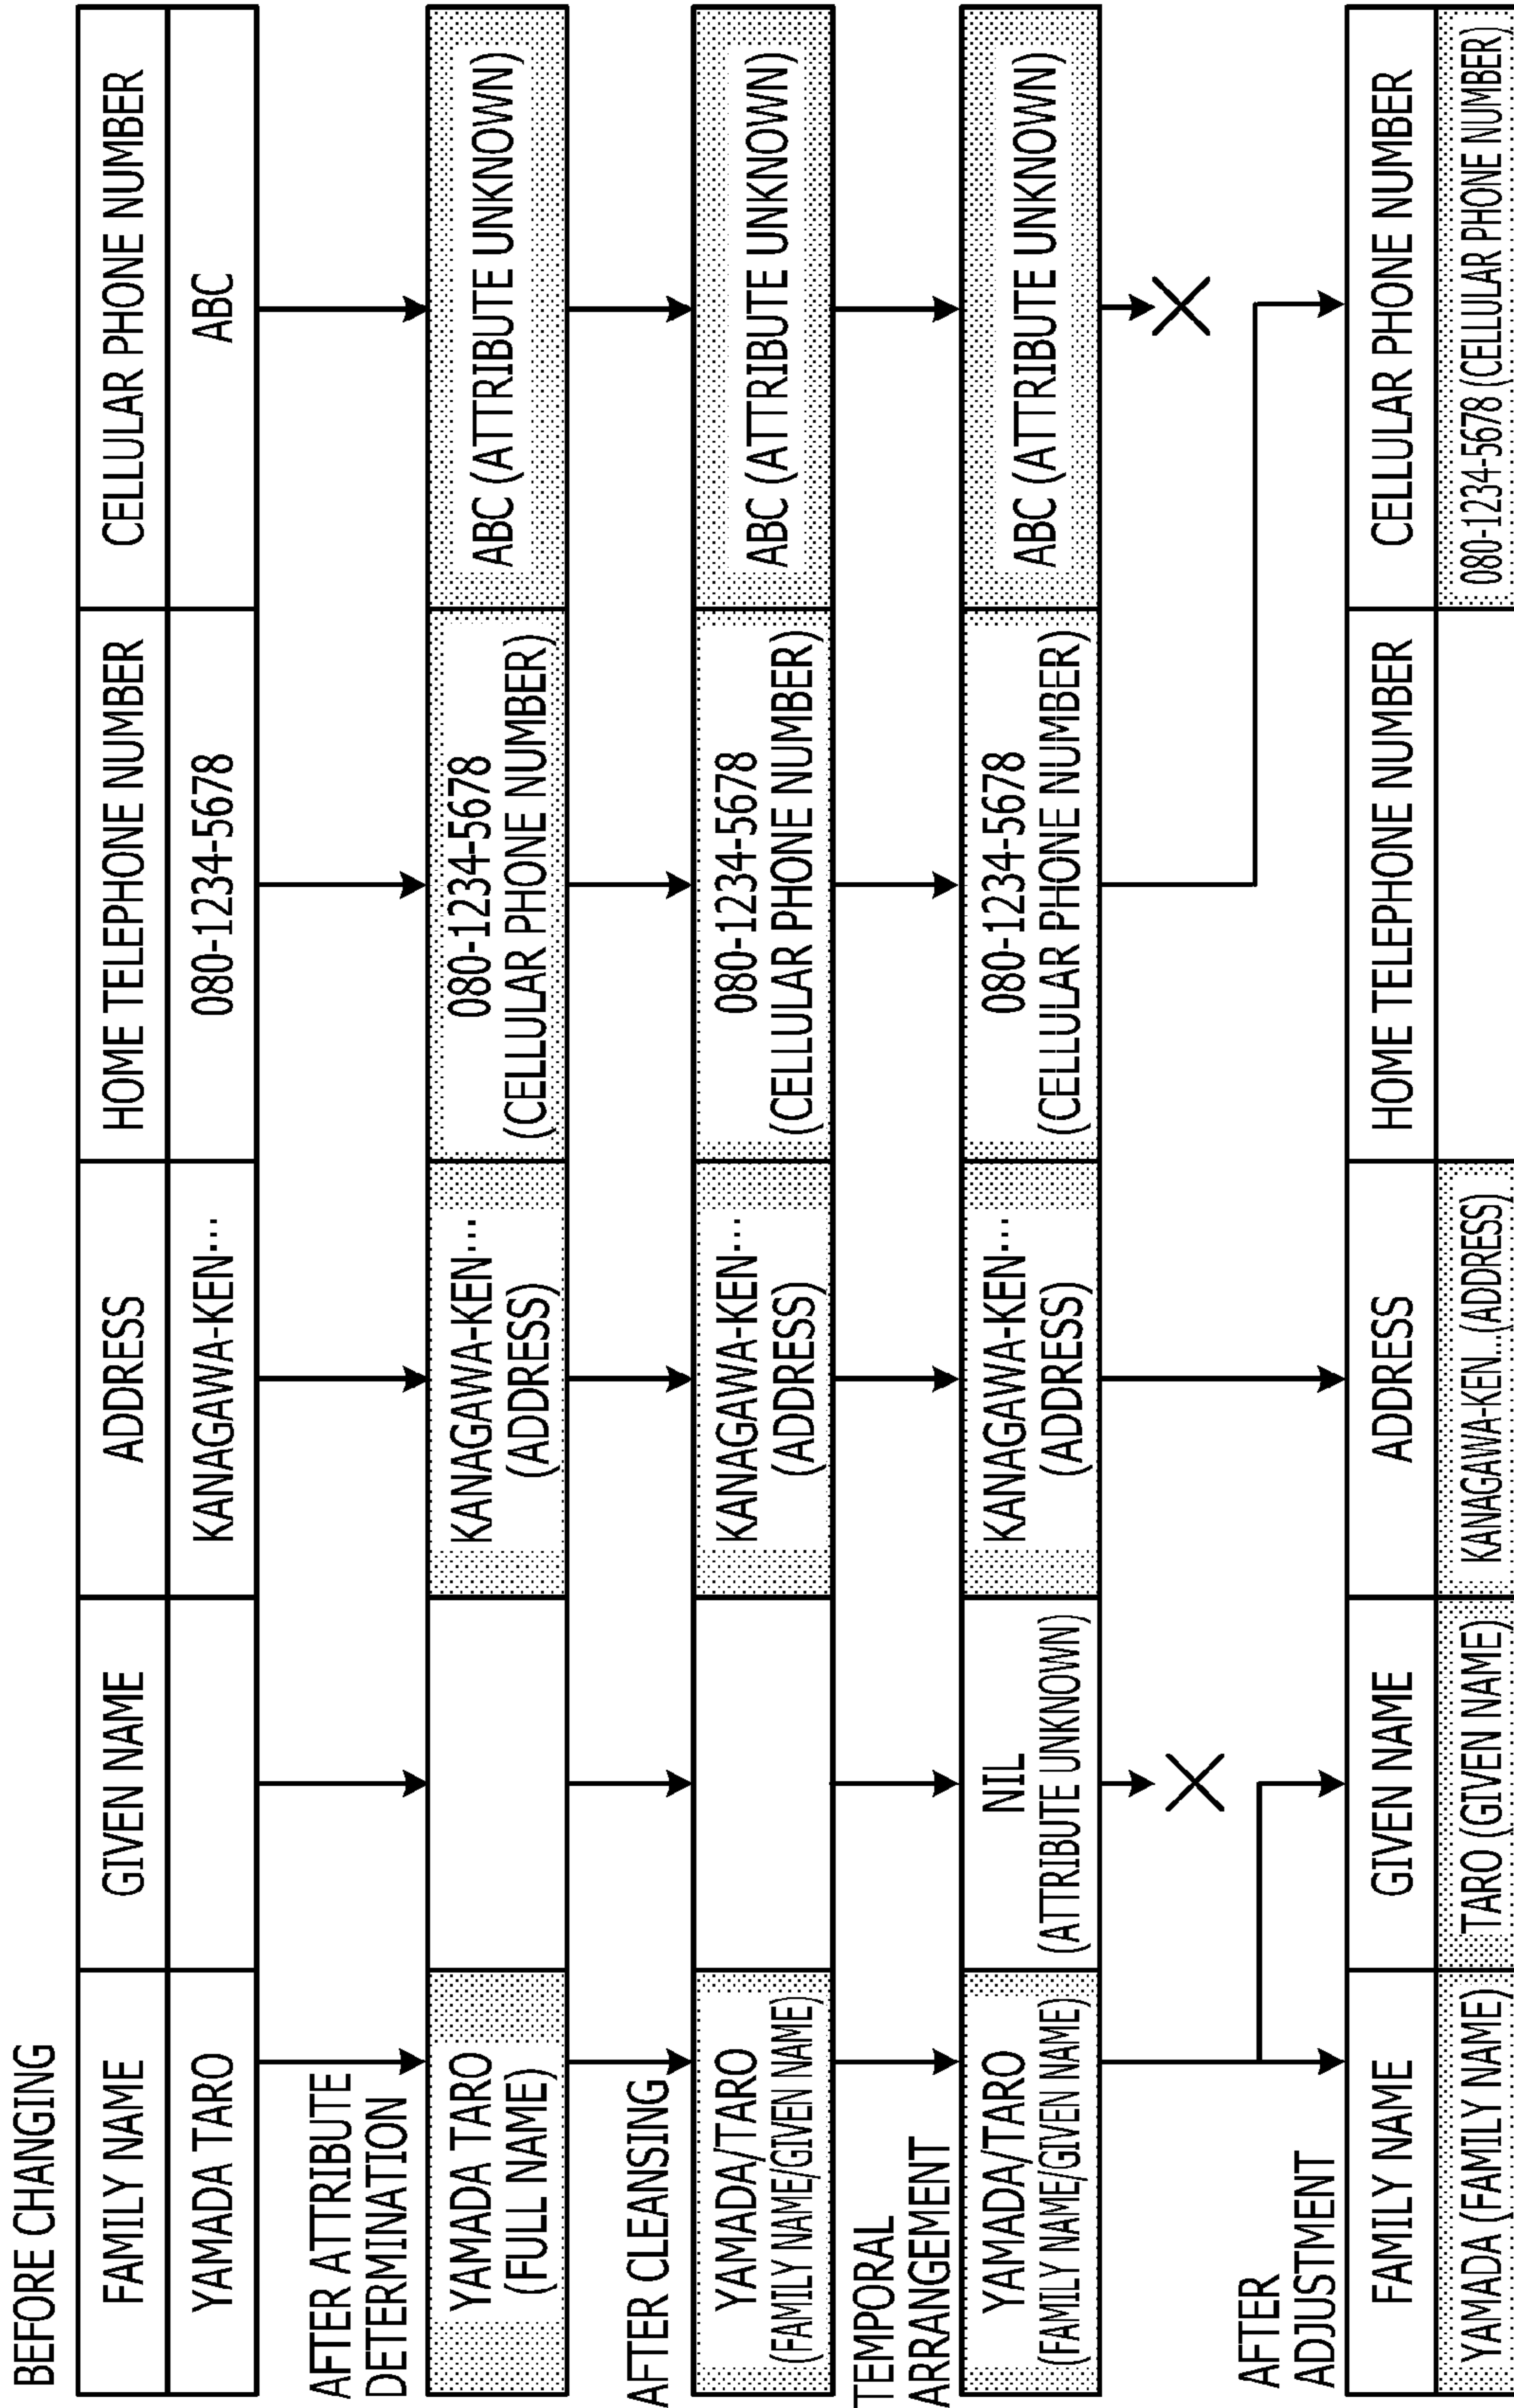 BEFORE CHANGING
FAMILY NAME
GIVEN NAME
ADDRESS
HOME TELEPHONE NUMBER
CELLULAR PHONE NUMBER
YAMADA TARO
KANAGAWA-KEN…
080-1234-5678
ABC
AFTER ATTRIBUTE
DETERMINATION
YAMADA TARO
(FULL NAME)
KANAGAWA-KEN…
(ADDRESS)
080-1234-5678
(CELLULAR PHONE NUMBER)
ABC (ATTRIBUTE UNKNOWN)
AFTER CLEANSING
YAMADA/TARO
(FAMILY NAME/GIVEN NAME)
KANAGAWA-KEN…
(ADDRESS)
080-1234-5678
(CELLULAR PHONE NUMBER)
ABC (ATTRIBUTE UNKNOWN)
TEMPORAL
ARRANGEMENT
YAMADA/TARO
(FAMILY NAME/GIVEN NAME)
NIL
(ATTRIBUTE UNKNOWN)
KANAGAWA-KEN…
(ADDRESS)
080-1234-5678
(CELLULAR PHONE NUMBER)
ABC (ATTRIBUTE UNKNOWN)
AFTER
ADJUSTMENT
FAMILY NAME
GIVEN NAME
ADDRESS
HOME TELEPHONE NUMBER
CELLULAR PHONE NUMBER
YAMADA (FAMILY NAME)
TARO (GIVEN NAME)
KANAGAWA-KEN...(ADDRESS)
080-1234-5678 (CELLULAR PHONE NUMBER)